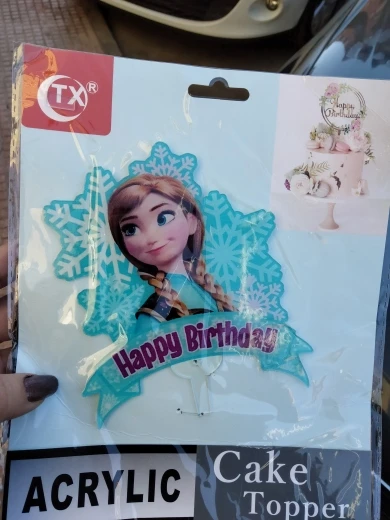 TX®
Happy
Birthday
Happy Birthday
ACRYLIC
Cake
Topper